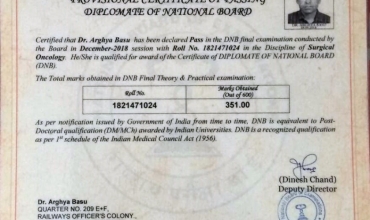 PROVISIONAL CERTIFICATE OF PASSING
DIPLOMATE OF NATIONAL BOARD
Certified that Dr. Arghya Basu has been declared Pass in the DNB final examination conducted by
the Board in December-2018 session with Roll No. 1821471024 in the Discipline of Surgical
Oncology. He/She is qualified for award of the Certificate of DIPLOMATE OF NATIONAL BOARD
(DNB).
The Total marks obtained in DNB Final Theory & Practical examination:
Roll No. Marks Obtained
(Out of 600)
1821471024 351.00
As per notification issued by Government of India from time to time, DNB is equivalent to Post-
Doctoral qualification (DM/MCh) awarded by Indian Universities. DNB is a recognized qualification
as per 1st schedule of the Indian Medical Council Act (1956).
(Dinesh Chand)
Deputy Director
Dr. Arghya Basu
QUARTER NO. 209 E+F,
RAILWAYS OFFICER'S COLONY,